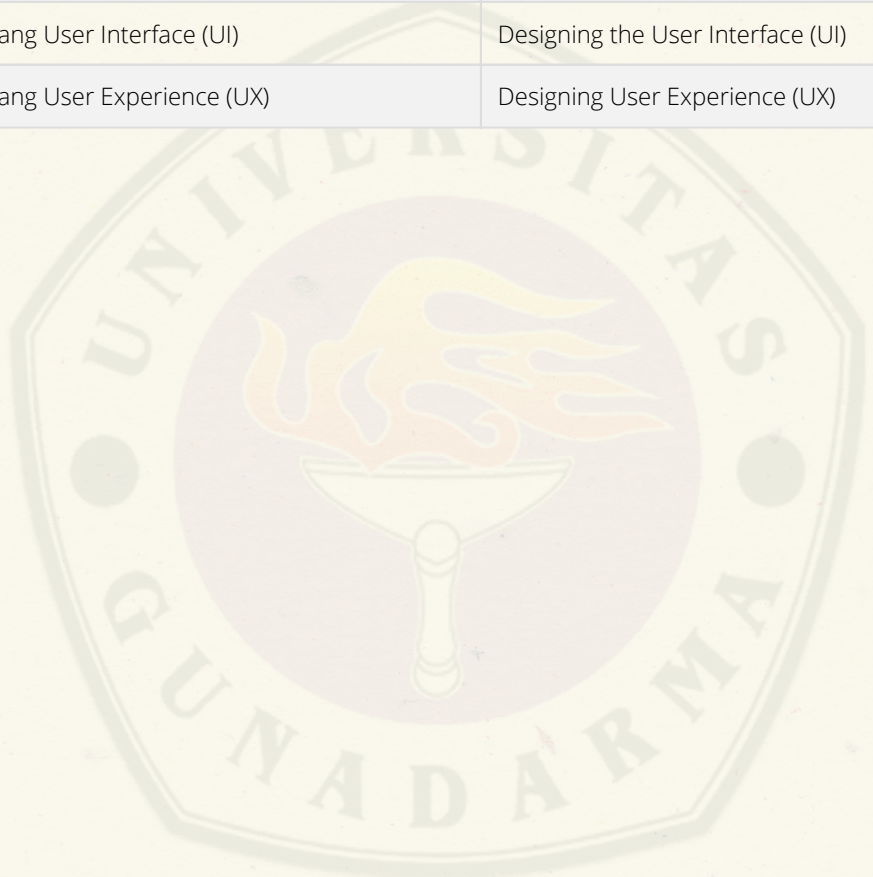 ang User Interface (UI) Designing the User Interface (UI)
ang User Experience (UX) Designing User Experience (UX)
UNIVERSITAS
GUNADARMA